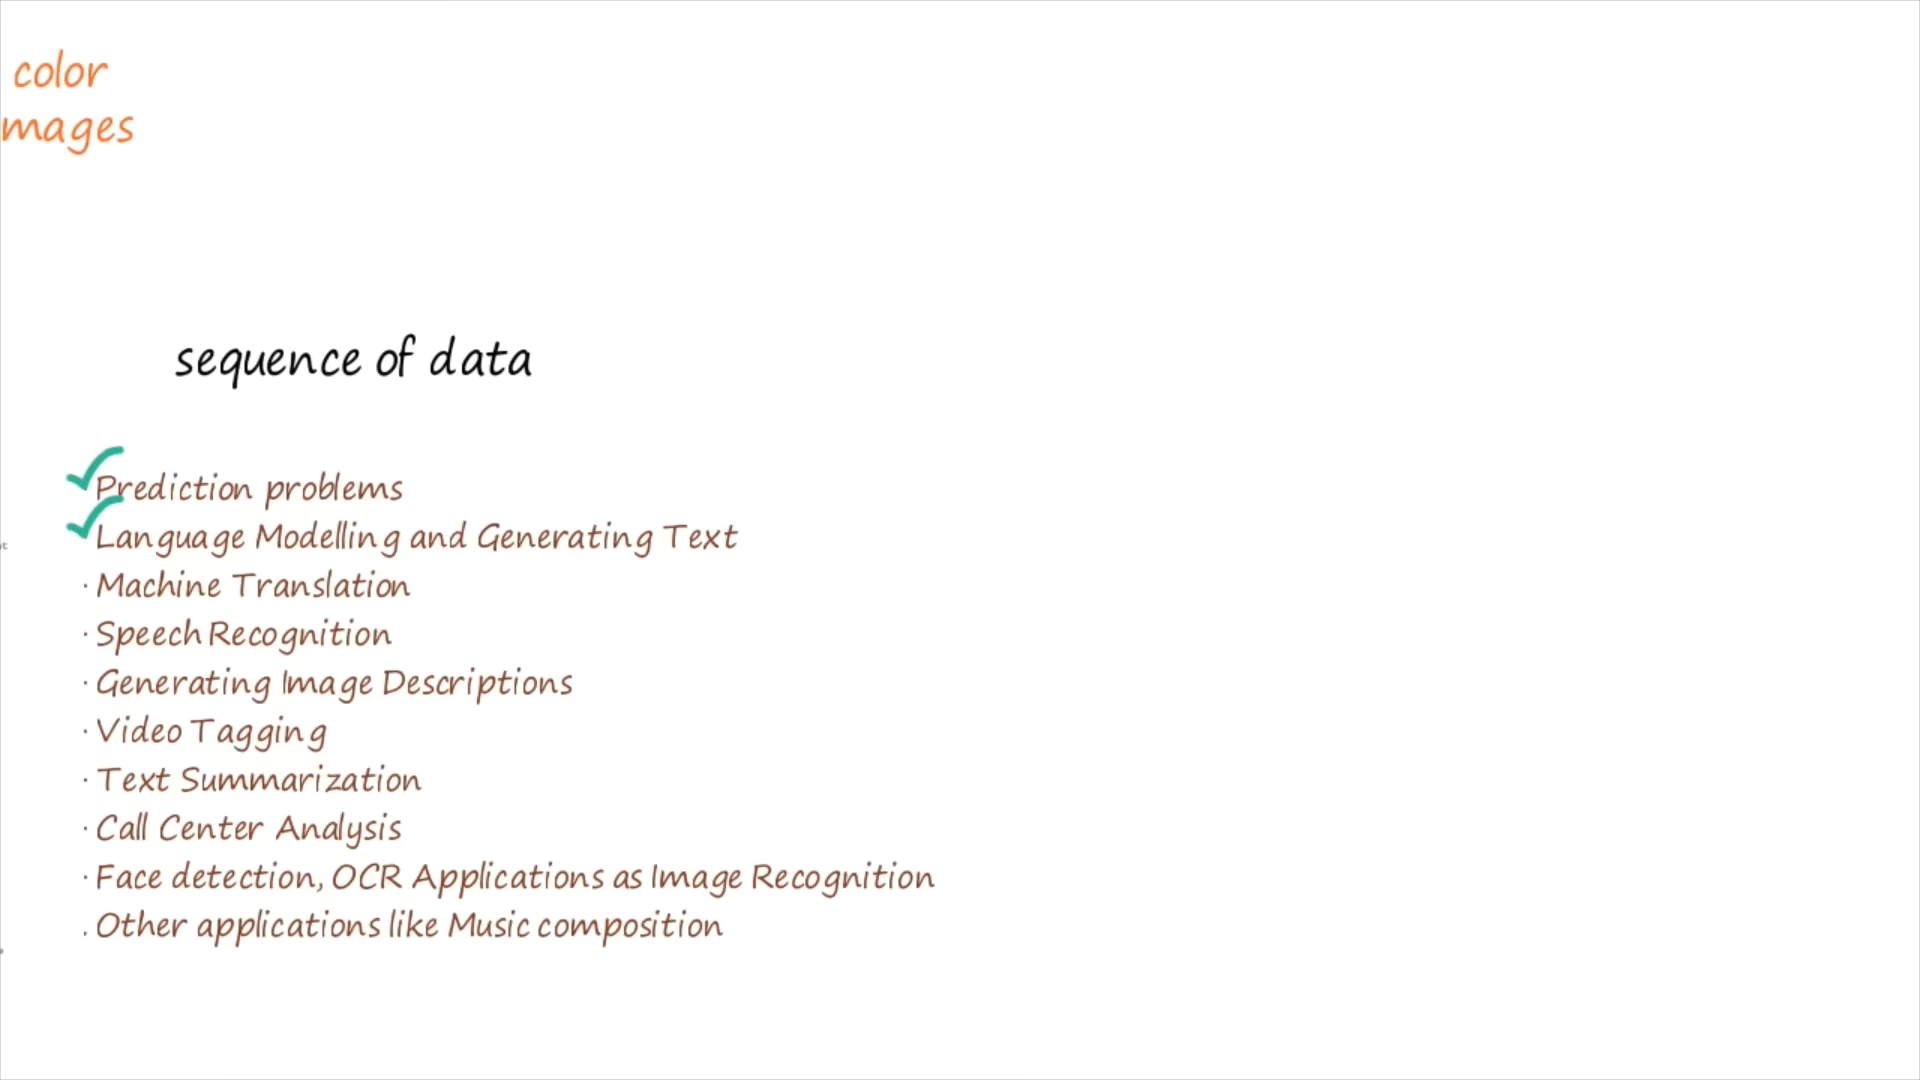 color
mages
sequence of data
Prediction problems
Language Modelling and Generating Text
· Machine Translation
· Speech Recognition
· Generating Image Descriptions
· Video Tagging
· Text Summarization
· Call Center Analysis
· Face detection, OCR Applications as Image Recognition
. Other applications like Music composition